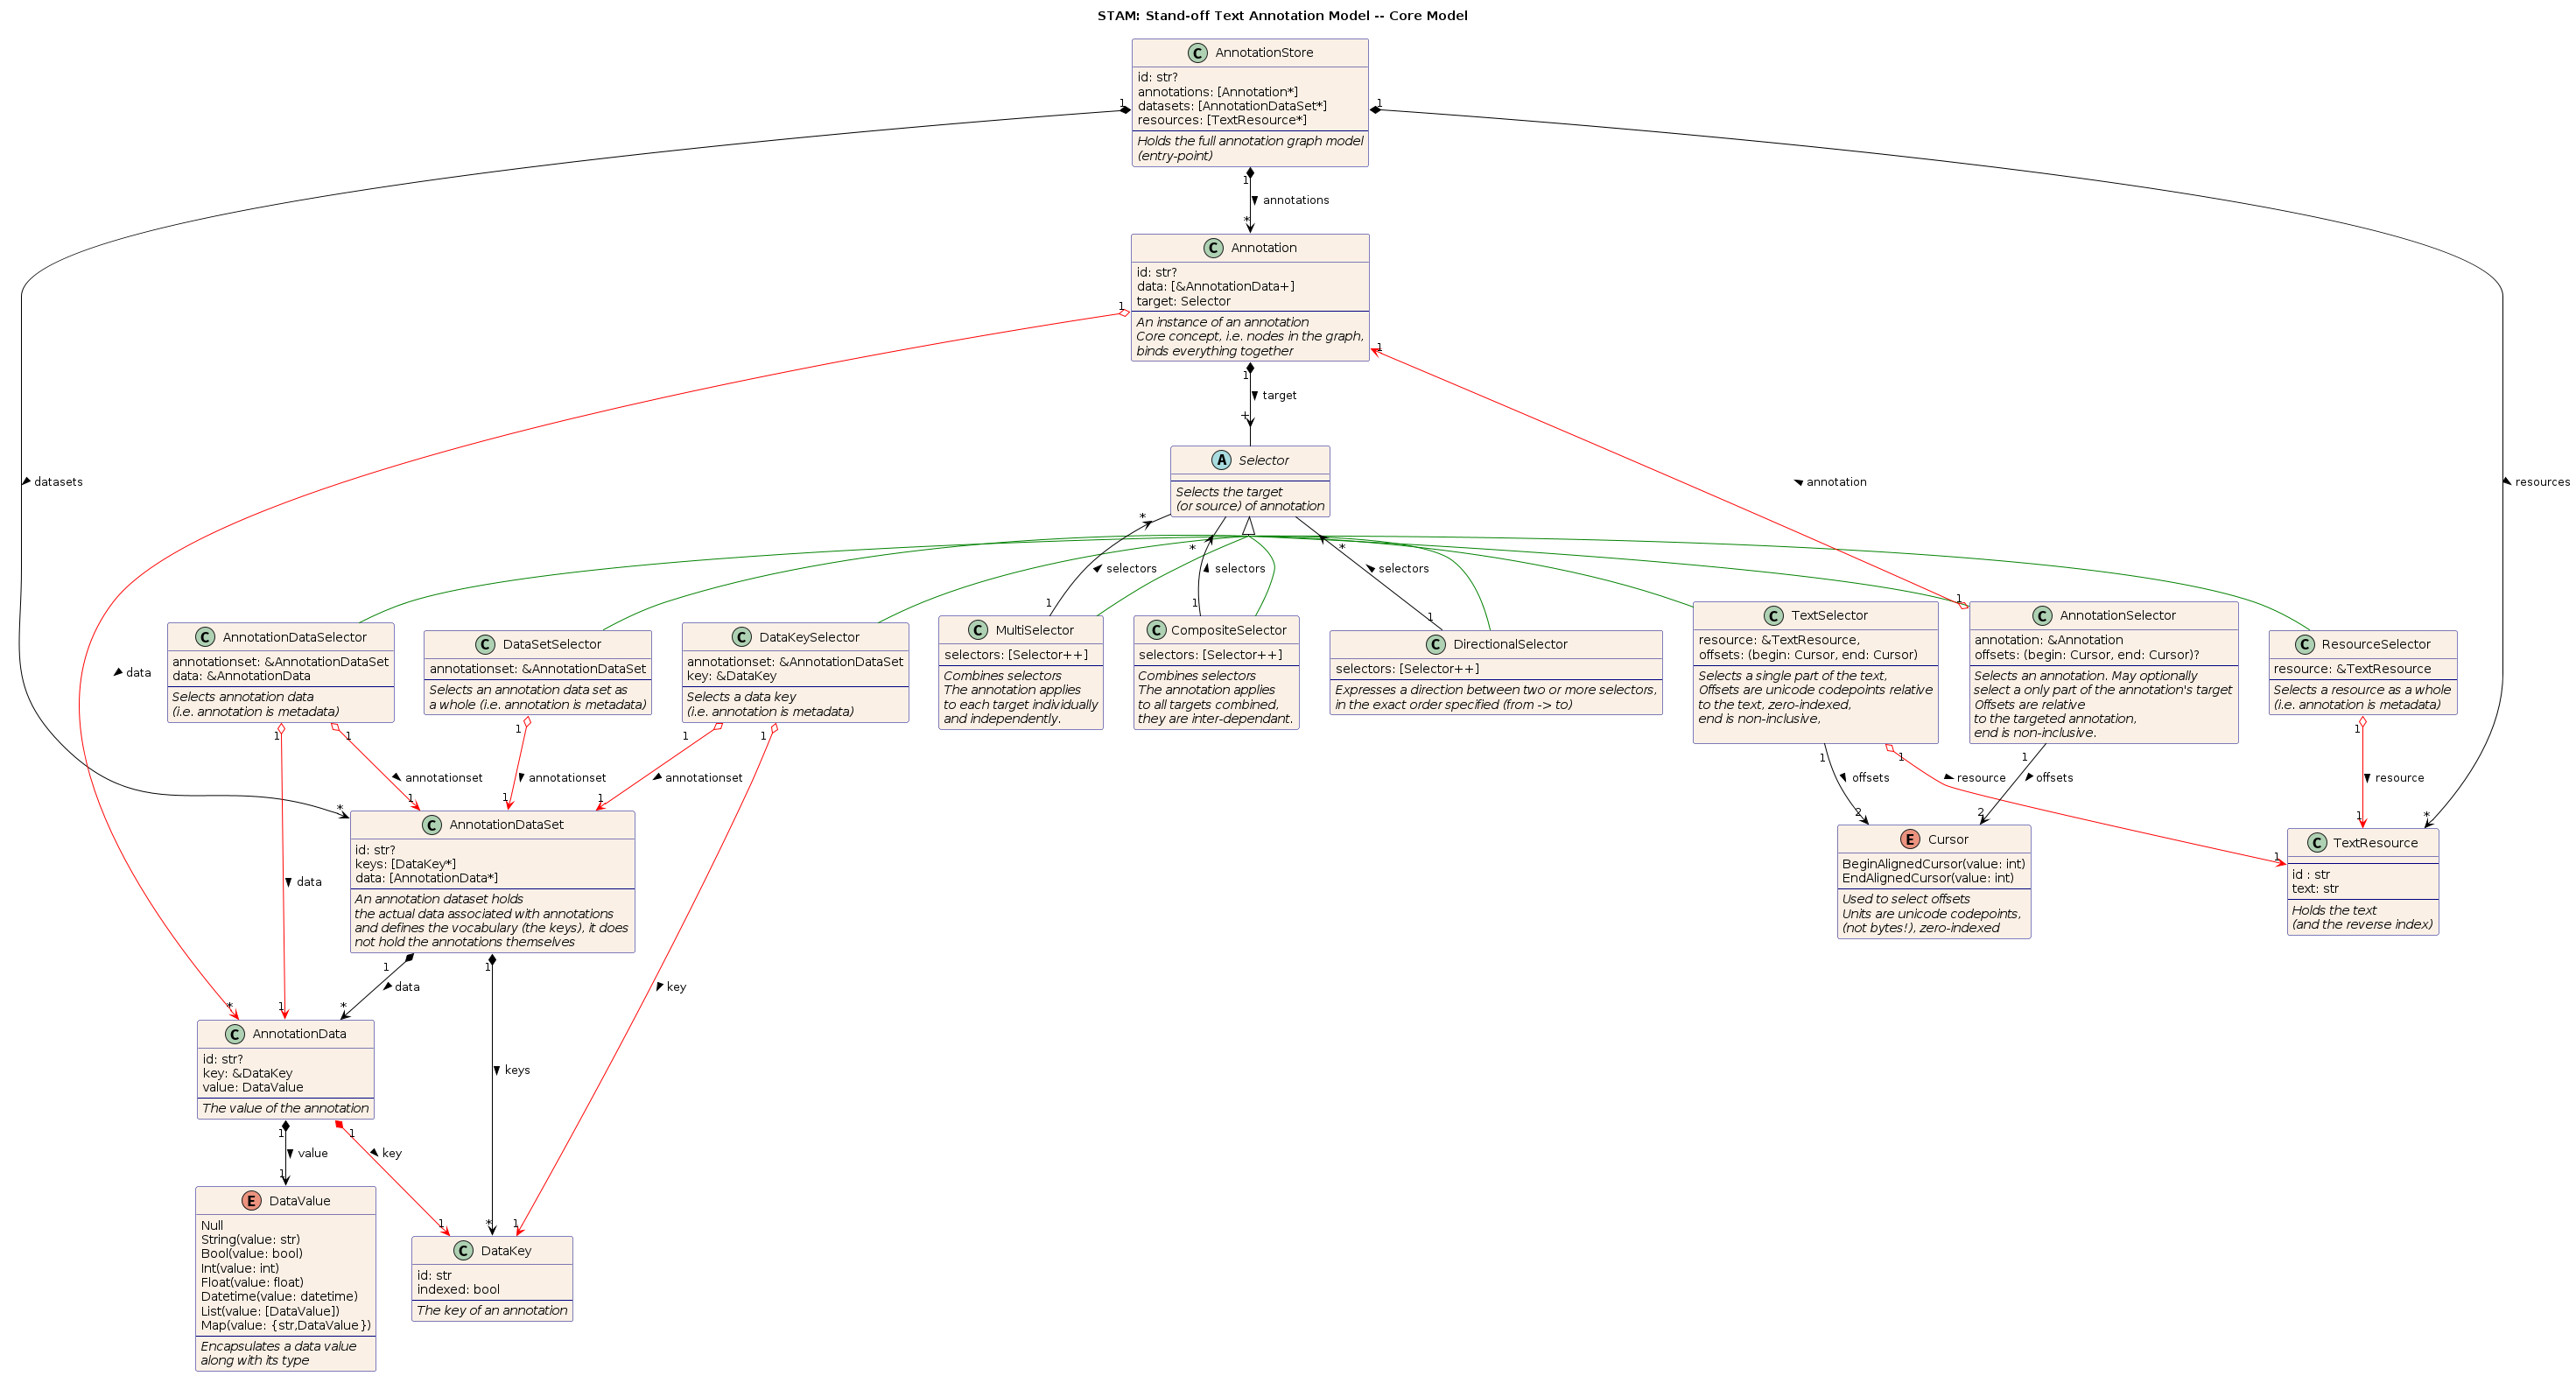 STAM: Stand-off Text Annotation Model -- Core Model
C AnnotationStore
id: str?
annotations: [Annotation*]
datasets: [AnnotationDataSet*]
resources: [TextResource*]
Holds the full annotation graph model
(entry-point)
1
1
1
annotations
*
C Annotation
id: str?
data: [&AnnotationData+]
target: Selector
An instance of an annotation
Core concept, i.e. nodes in the graph,
binds everything together
1
1
1
target
+
datasets
annotation
resources
A Selector
Selects the target
(or source) of annotation
*
*
*
selectors
selectors
selectors
1
1
1
1
data
C AnnotationDataSelector
annotationset: &AnnotationDataSet
data: &AnnotationData
Selects annotation data
(i.e. annotation is metadata)
C DataSetSelector
annotationset: &AnnotationDataSet
Selects an annotation data set as
a whole (i.e. annotation is metadata)
C DataKeySelector
annotationset: &AnnotationDataSet
key: &DataKey
Selects a data key
(i.e. annotation is metadata)
C MultiSelector
selectors: [Selector++]
Combines selectors
The annotation applies
to each target individually
and independently.
C CompositeSelector
selectors: [Selector++]
Combines selectors
The annotation applies
to all targets combined,
they are inter-dependant.
C DirectionalSelector
selectors: [Selector++]
Expresses a direction between two or more selectors,
in the exact order specified (from -> to)
C TextSelector
resource: &TextResource,
offsets: (begin: Cursor, end: Cursor)
Selects a single part of the text,
Offsets are unicode codepoints relative
to the text, zero-indexed,
end is non-inclusive,
C AnnotationSelector
annotation: &Annotation
offsets: (begin: Cursor, end: Cursor)?
Selects an annotation. May optionally
select a only part of the annotation's target
Offsets are relative
to the targeted annotation,
end is non-inclusive.
C ResourceSelector
resource: &TextResource
Selects a resource as a whole
(i.e. annotation is metadata)
1
1
1
1
1
1
1
1
1
annotationset
annotationset
annotationset
offsets
resource
offsets
resource
*
1
1
1
2
2
1
1
*
C AnnotationDataSet
id: str?
keys: [DataKey*]
data: [AnnotationData*]
An annotation dataset holds
the actual data associated with annotations
and defines the vocabulary (the keys), it does
not hold the annotations themselves
E Cursor
BeginAlignedCursor(value: int)
EndAlignedCursor(value: int)
Used to select offsets
Units are unicode codepoints,
(not bytes!), zero-indexed
C TextResource
id : str
text: str
Holds the text
(and the reverse index)
data
1
1
data
key
*
1
*
C AnnotationData
id: str?
key: &DataKey
value: DataValue
The value of the annotation
keys
1
1
value
key
1
1
*
1
E DataValue
Null
String(value: str)
Bool(value: bool)
Int(value: int)
Float(value: float)
Datetime(value: datetime)
List(value: [DataValue])
Map(value: {str,DataValue})
Encapsulates a data value
along with its type
C DataKey
id: str
indexed: bool
The key of an annotation